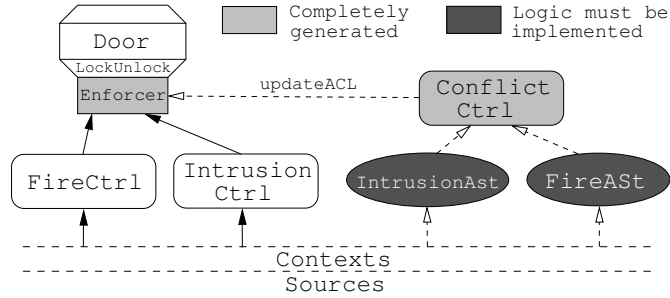 Completely
generated
Logic must be
implemented
Door
LockUnlock
Enforcer
updateACL
Conflict
Ctrl
FireCtrl
Intrusion
Ctrl
IntrusionAst
FireASt
Contexts
Sources